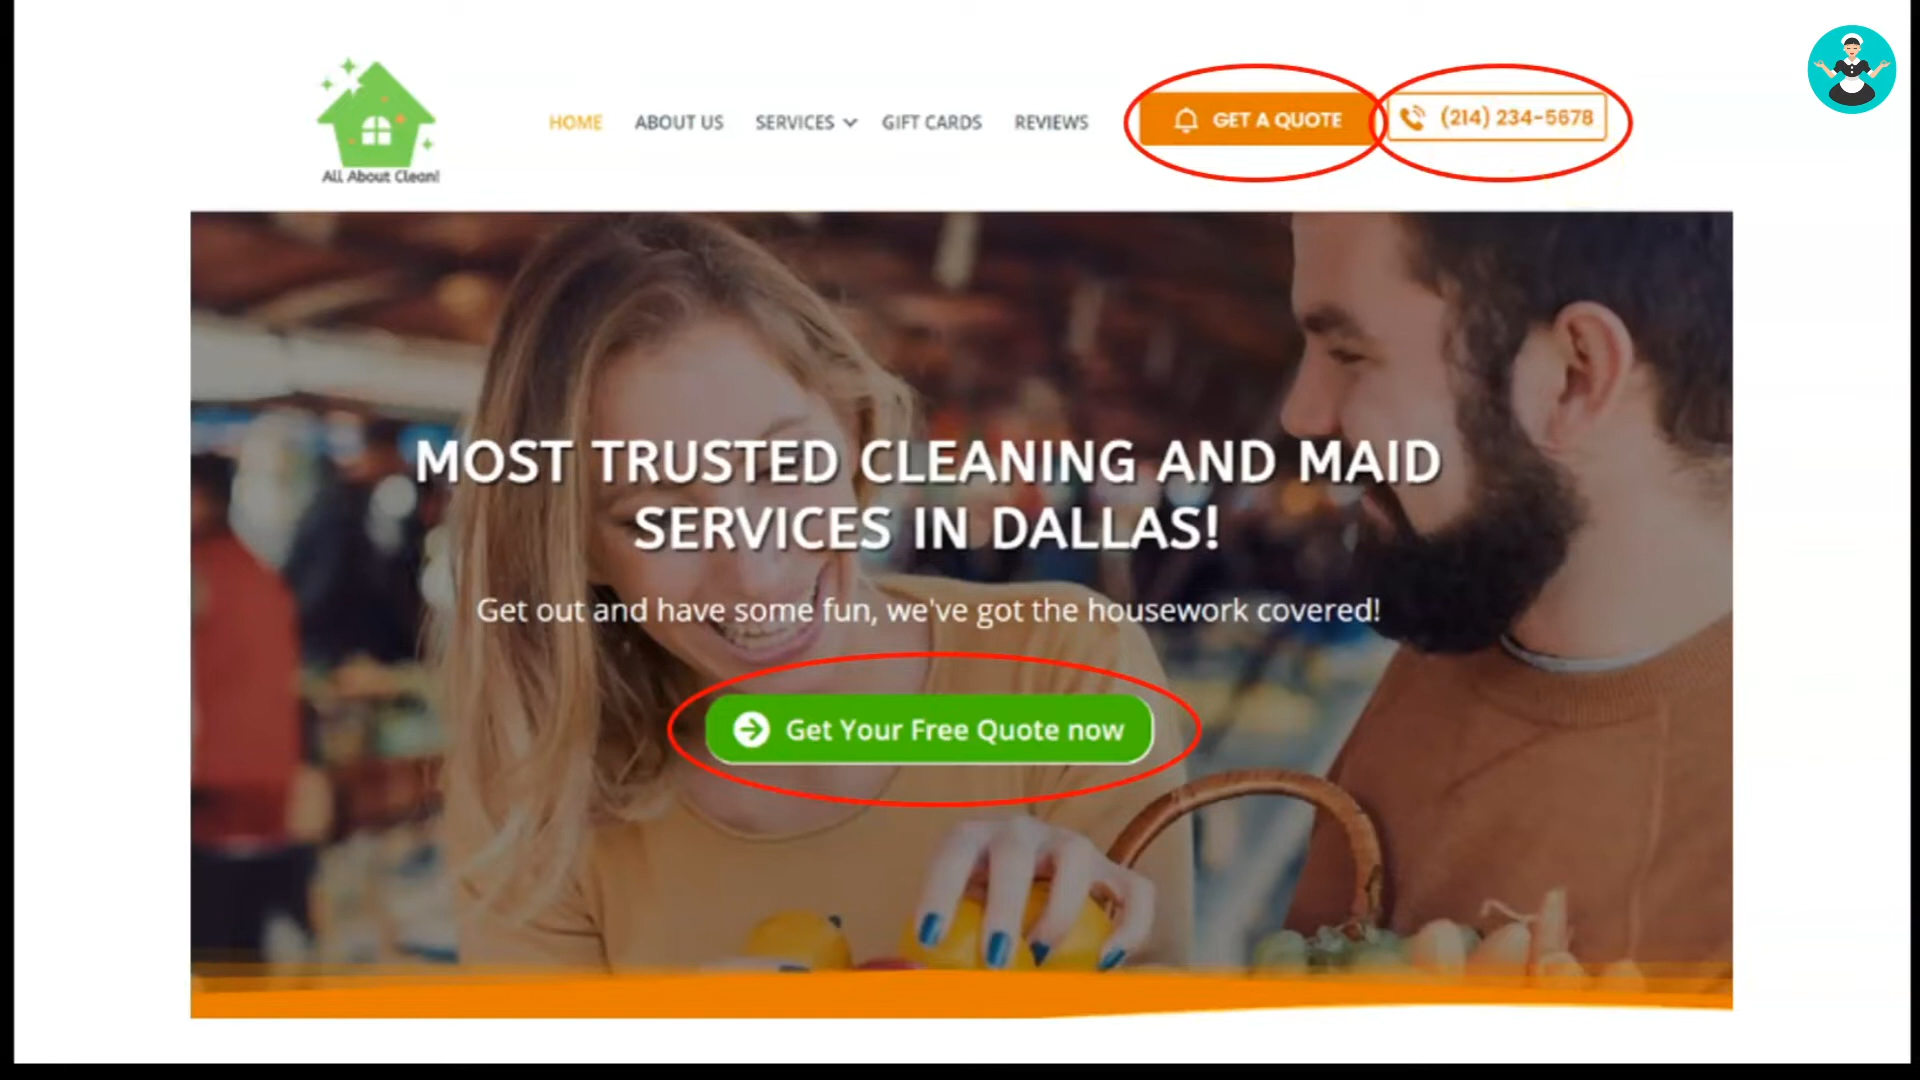 All About Clean!
HOME ABOUT US SERVICES GIFT CARDS REVIEWS GET A QUOTE (214) 234-5678
MOST TRUSTED CLEANING AND MAID
SERVICES IN DALLAS!
Get out and have some fun, we've got the housework covered!
Get Your Free Quote now